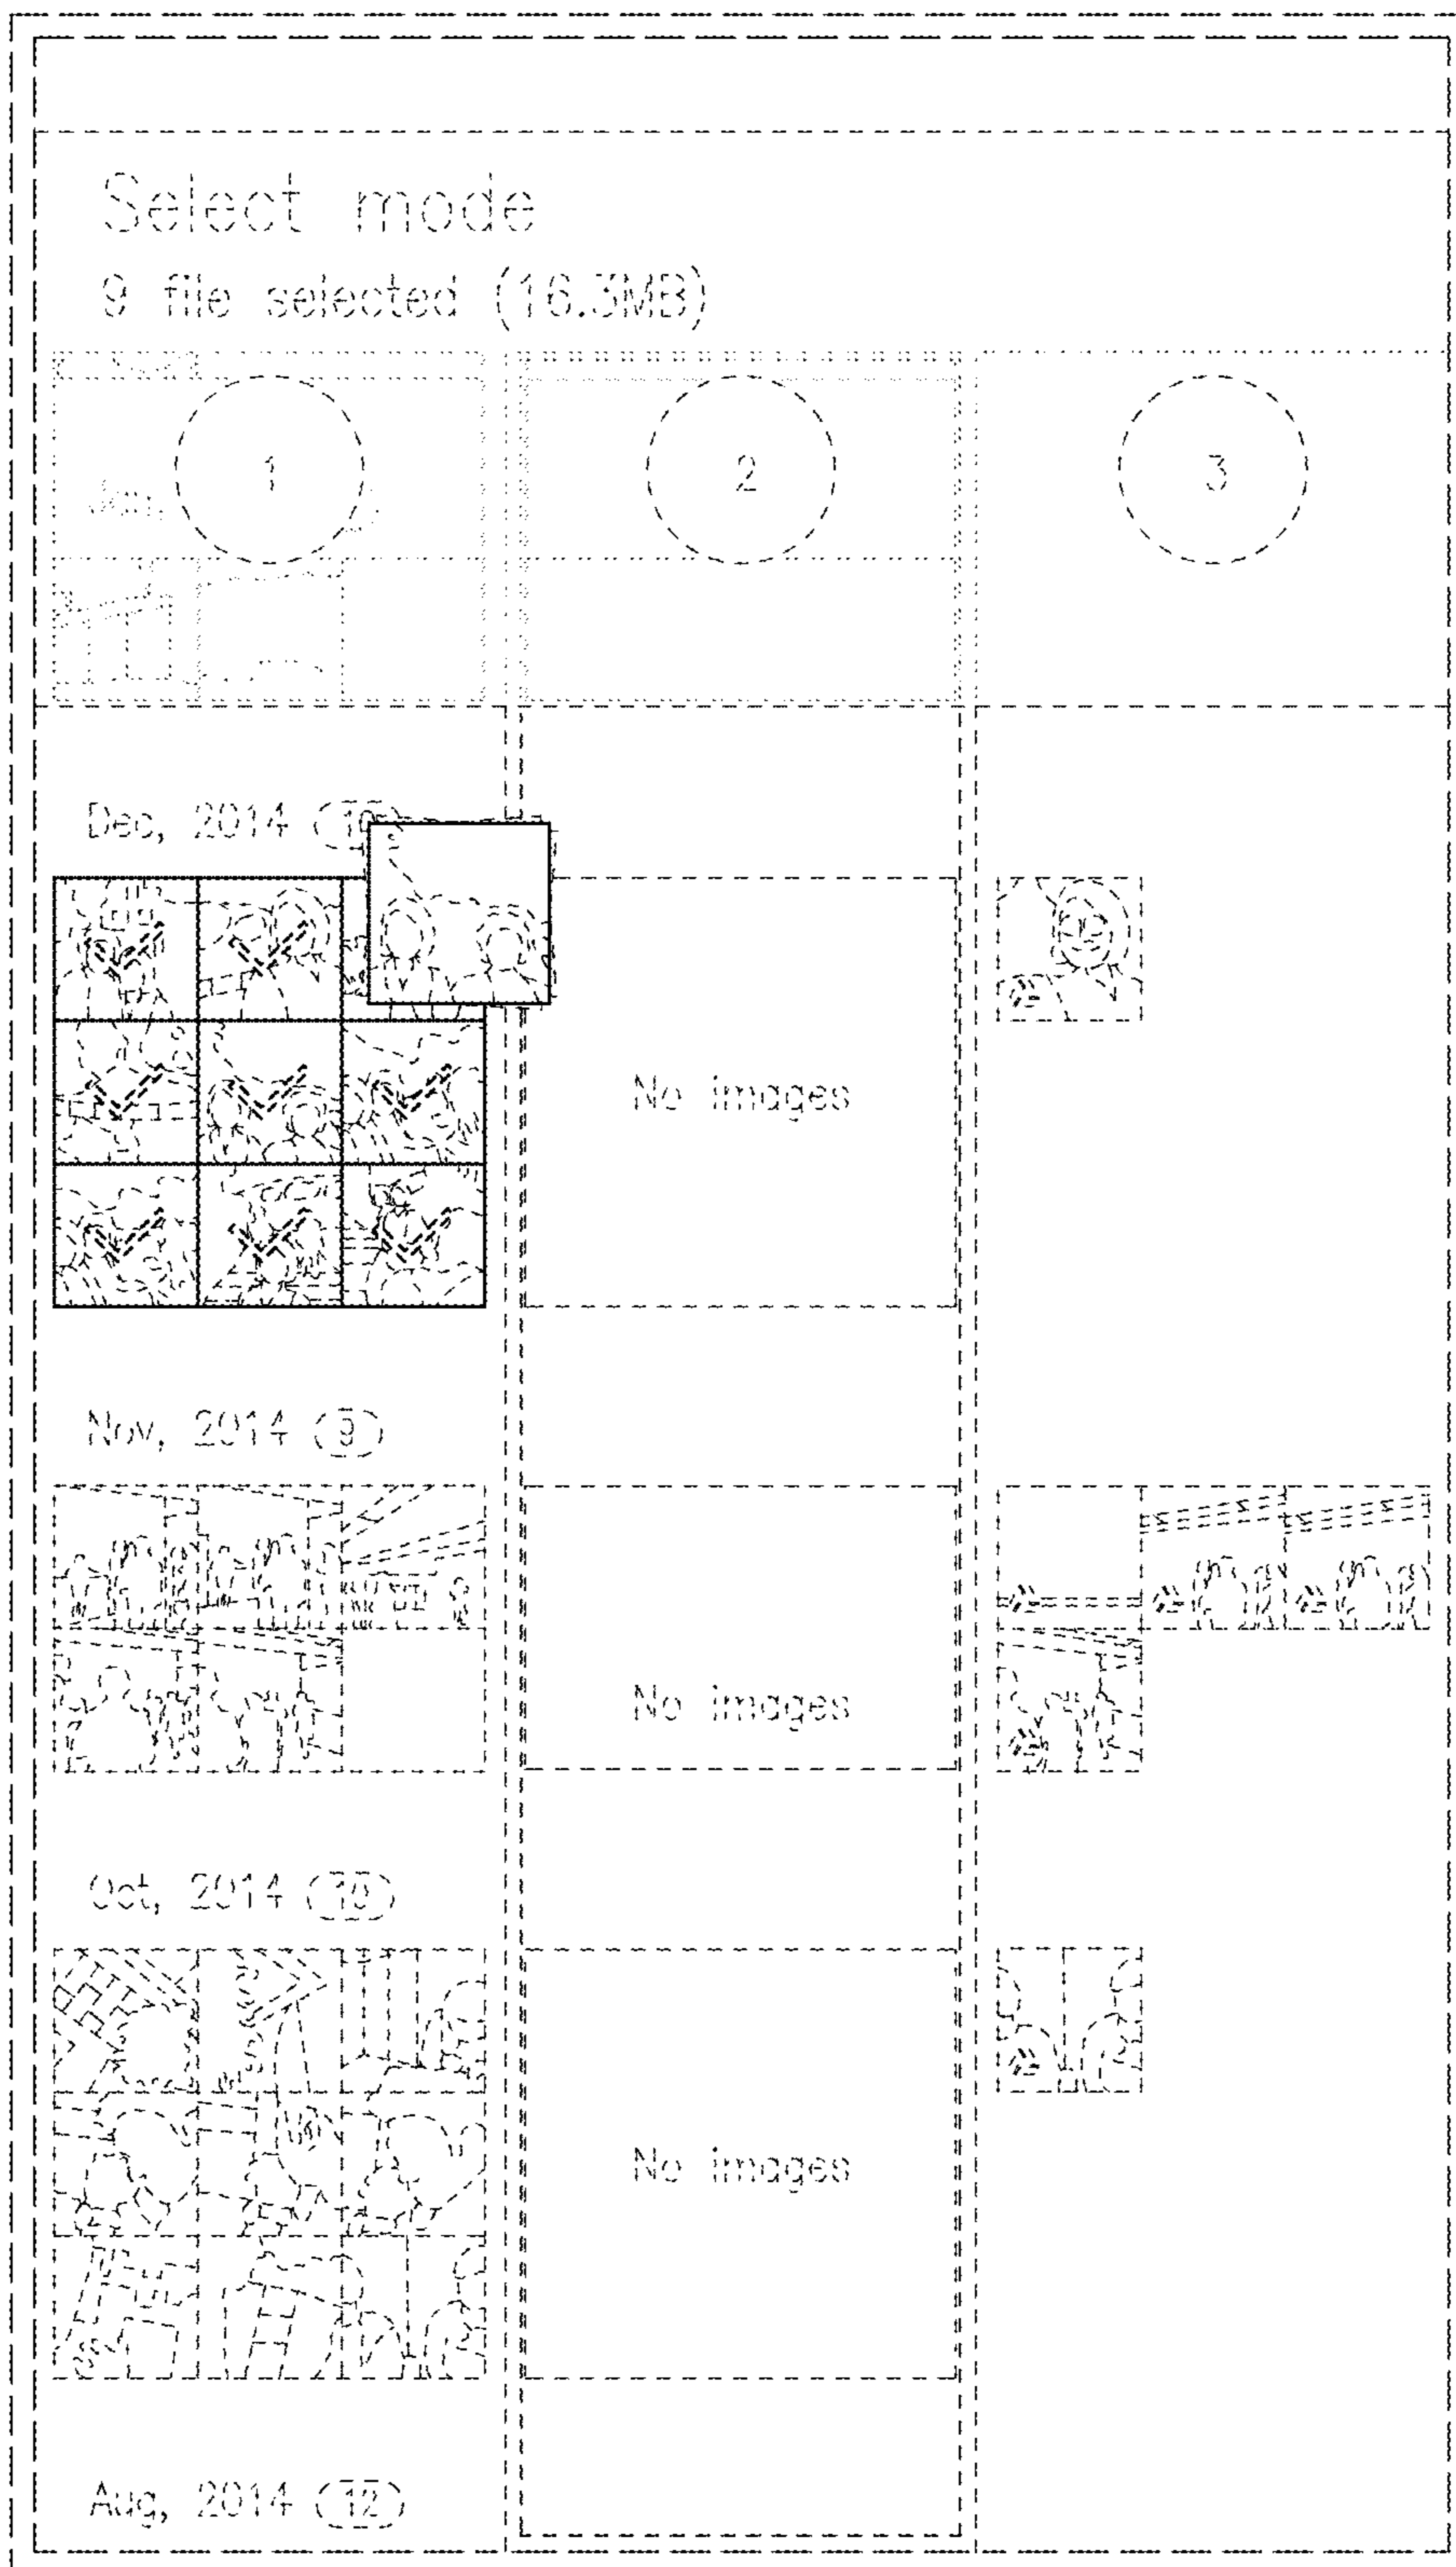 Select mode
9 file selected (16.3MB)
1
2
3
Dec, 2014
No images
Nov, 2014 (9)
No images
Oct, 2014 (10)
No images
Aug, 2014 (12)